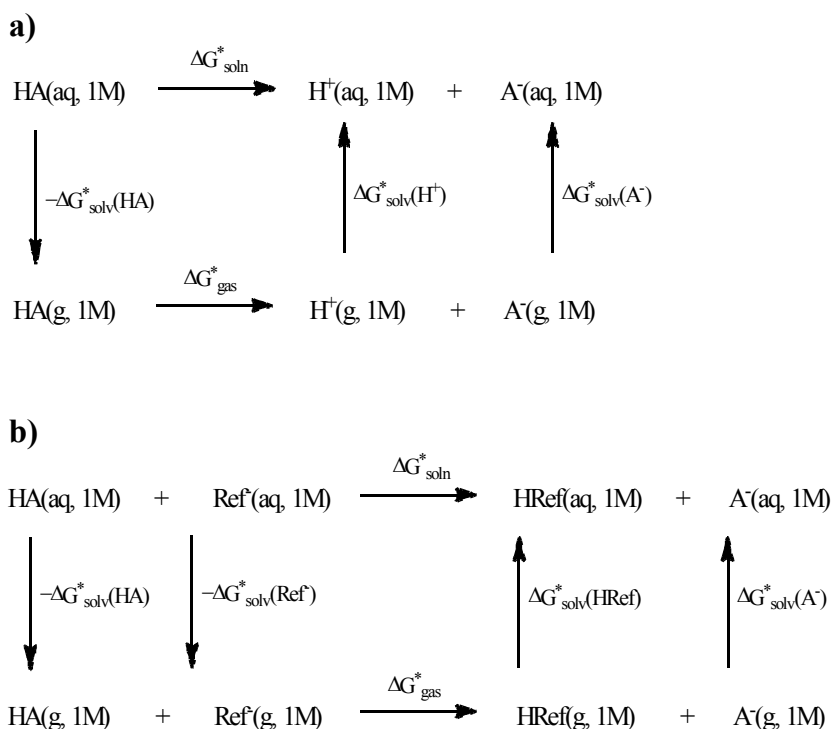 a)
ΔG*soln
HA(aq, 1M) H+(aq, 1M) + A-(aq, 1M)
−ΔG*solv(HA) ΔG*solv(H+) ΔG*solv(A-)
ΔG*gas
HA(g, 1M) H+(g, 1M) + A-(g, 1M)
b)
ΔG*soln
HA(aq, 1M) + Ref-(aq, 1M) HRef(aq, 1M) + A-(aq, 1M)
−ΔG*solv(HA) −ΔG*solv(Ref-) ΔG*solv(HRef) ΔG*solv(A-)
ΔG*gas
HA(g, 1M) + Ref-(g, 1M) HRef(g, 1M) + A-(g, 1M)